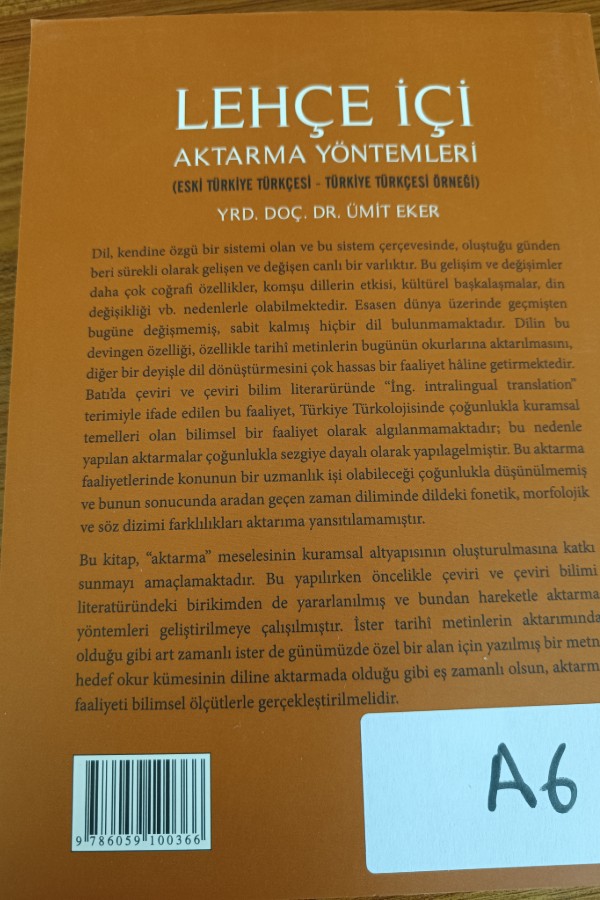 LEHÇE İÇİ
AKTARMA YÖNTEMLERİ
(ESKİ TÜRKİYE TÜRKÇESİ - TÜRKİYE TÜRKÇESİ ÖRNEĞİ)
YRD. DOÇ. DR. ÜMİT EKER
Dil, kendine özgü bir sistemi olan ve bu sistem çerçevesinde, oluştuğu günden
beri sürekli olarak gelişen ve değişen canlı bir varlıktır. Bu gelişim ve değişimler
daha çok coğrafi özellikler, komşu dillerin etkisi, kültürel başkalaşmalar, din
değişikliği vb. nedenlerle olabilmektedir. Esasen dünya üzerinde geçmişten
bugüne değişmemiş, sabit kalmış hiçbir dil bulunmamaktadır. Dilin bu
devingen özelliği, özellikle tarihî metinlerin bugünün okurlarına aktarılmasını,
diğer bir deyişle dil dönüştürmesini çok hassas bir faaliyet hâline getirmektedir.
Batı’da çeviri ve çeviri bilim literarüründe “İng. intralingual translation”
terimiyle ifade edilen bu faaliyet, Türkiye Türkolojisinde çoğunlukla kuramsal
temelleri olan bilimsel bir faaliyet olarak algılanmamaktadır; bu nedenle
yapılan aktarmalar çoğunlukla sezgiye dayalı olarak yapılagelmiştir. Bu aktarma
faaliyetlerinde konunun bir uzmanlık işi olabileceği çoğunlukla düşünülmemiş
ve bunun sonucunda aradan geçen zaman diliminde dildeki fonetik, morfolojik
ve söz dizimi farklılıkları aktarıma yansıtılamamıştır.
Bu kitap, “aktarma” meselesinin kuramsal altyapısının oluşturulmasına katkı
sunmayı amaçlamaktadır. Bu yapılırken öncelikle çeviri ve çeviri bilimi
literatüründeki birikimden de yararlanılmış ve bundan hareketle aktarma
yöntemleri geliştirilmeye çalışılmıştır. İster tarihî metinlerin aktarımında
olduğu gibi art zamanlı ister de günümüzde özel bir alan için yazılmış bir metn
hedef okur kümesinin diline aktarmada olduğu gibi eş zamanlı olsun, aktarm
faaliyeti bilimsel ölçütlerle gerçekleştirilmelidir.
A6
9 786059 100366